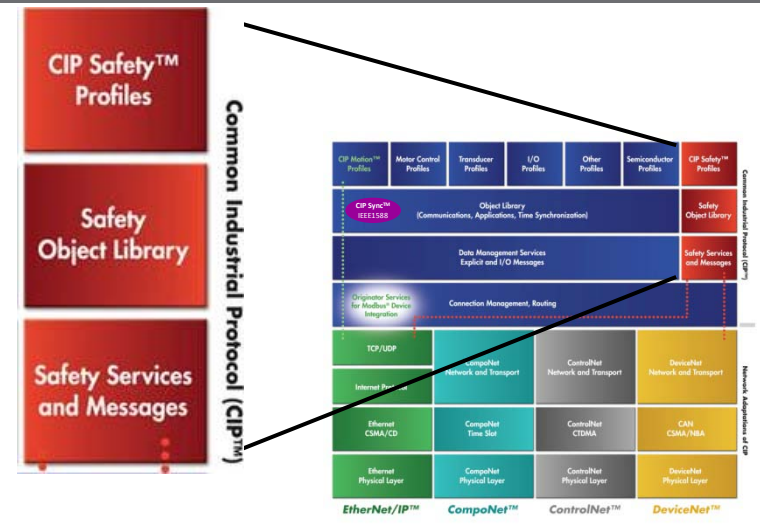 CIP Safety™
Profiles
Safety
Object Library
Safety Services
and Messages
Common Industrial Protocol (CIP™)
CIP Motion™
Profiles
Motor Control
Profiles
Transducer
Profiles
I/O
Profiles
Other
Profiles
Semiconductor
Profiles
CIP Safety™
Profiles
CIP Sync™
IEEE1588
Object Library
(Communications, Applications, Time Synchronization)
Safety
Object Library
Data Management Services
Explicit and I/O Messages
Safety Services
and Messages
Originator Services
for Modbus® Device
Integration
Connection Management, Routing
Common Industrial Protocol (CIP™)
TCP/UDP
Internet Protocol
CompoNet
Network and Transport
ControlNet
Network and Transport
DeviceNet
Network and Transport
Ethernet
CSMA/CD
CompoNet
Time Slot
ControlNet
CTDMA
CAN
CSMA/NBA
Ethernet
Physical Layer
CompoNet
Physical Layer
ControlNet
Physical Layer
DeviceNet
Physical Layer
Network Adaptations of CIP
EtherNet/IP™
CompoNet™
ControlNet™
DeviceNet™